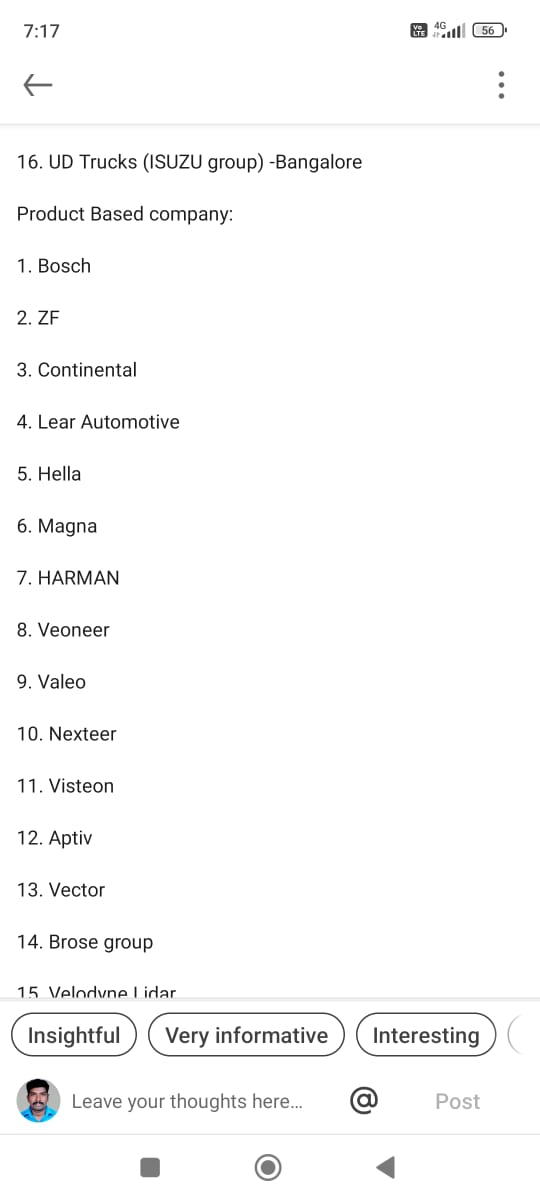 7:17
Vo LTE 4G 56
16. UD Trucks (ISUZU group) -Bangalore
Product Based company:
1. Bosch
2. ZF
3. Continental
4. Lear Automotive
5. Hella
6. Magna
7. HARMAN
8. Veoneer
9. Valeo
10. Nexteer
11. Visteon
12. Aptiv
13. Vector
14. Brose group
15. Velodyne Lidar
Insightful Very informative Interesting
Leave your thoughts here... @ Post